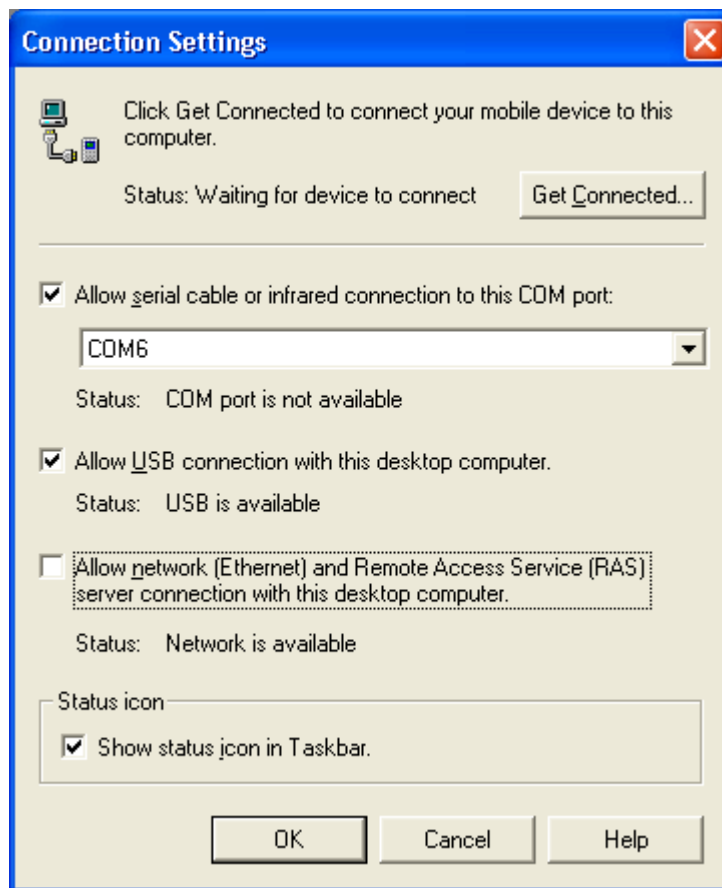 Connection Settings
Click Get Connected to connect your mobile device to this
computer.
Status: Waiting for device to connect
Get Connected...
Allow serial cable or infrared connection to this COM port:
COM6
Status: COM port is not available
Allow USB connection with this desktop computer.
Status: USB is available
Allow network (Ethernet) and Remote Access Service (RAS)
server connection with this desktop computer.
Status: Network is available
Status icon
Show status icon in Taskbar.
OK
Cancel
Help